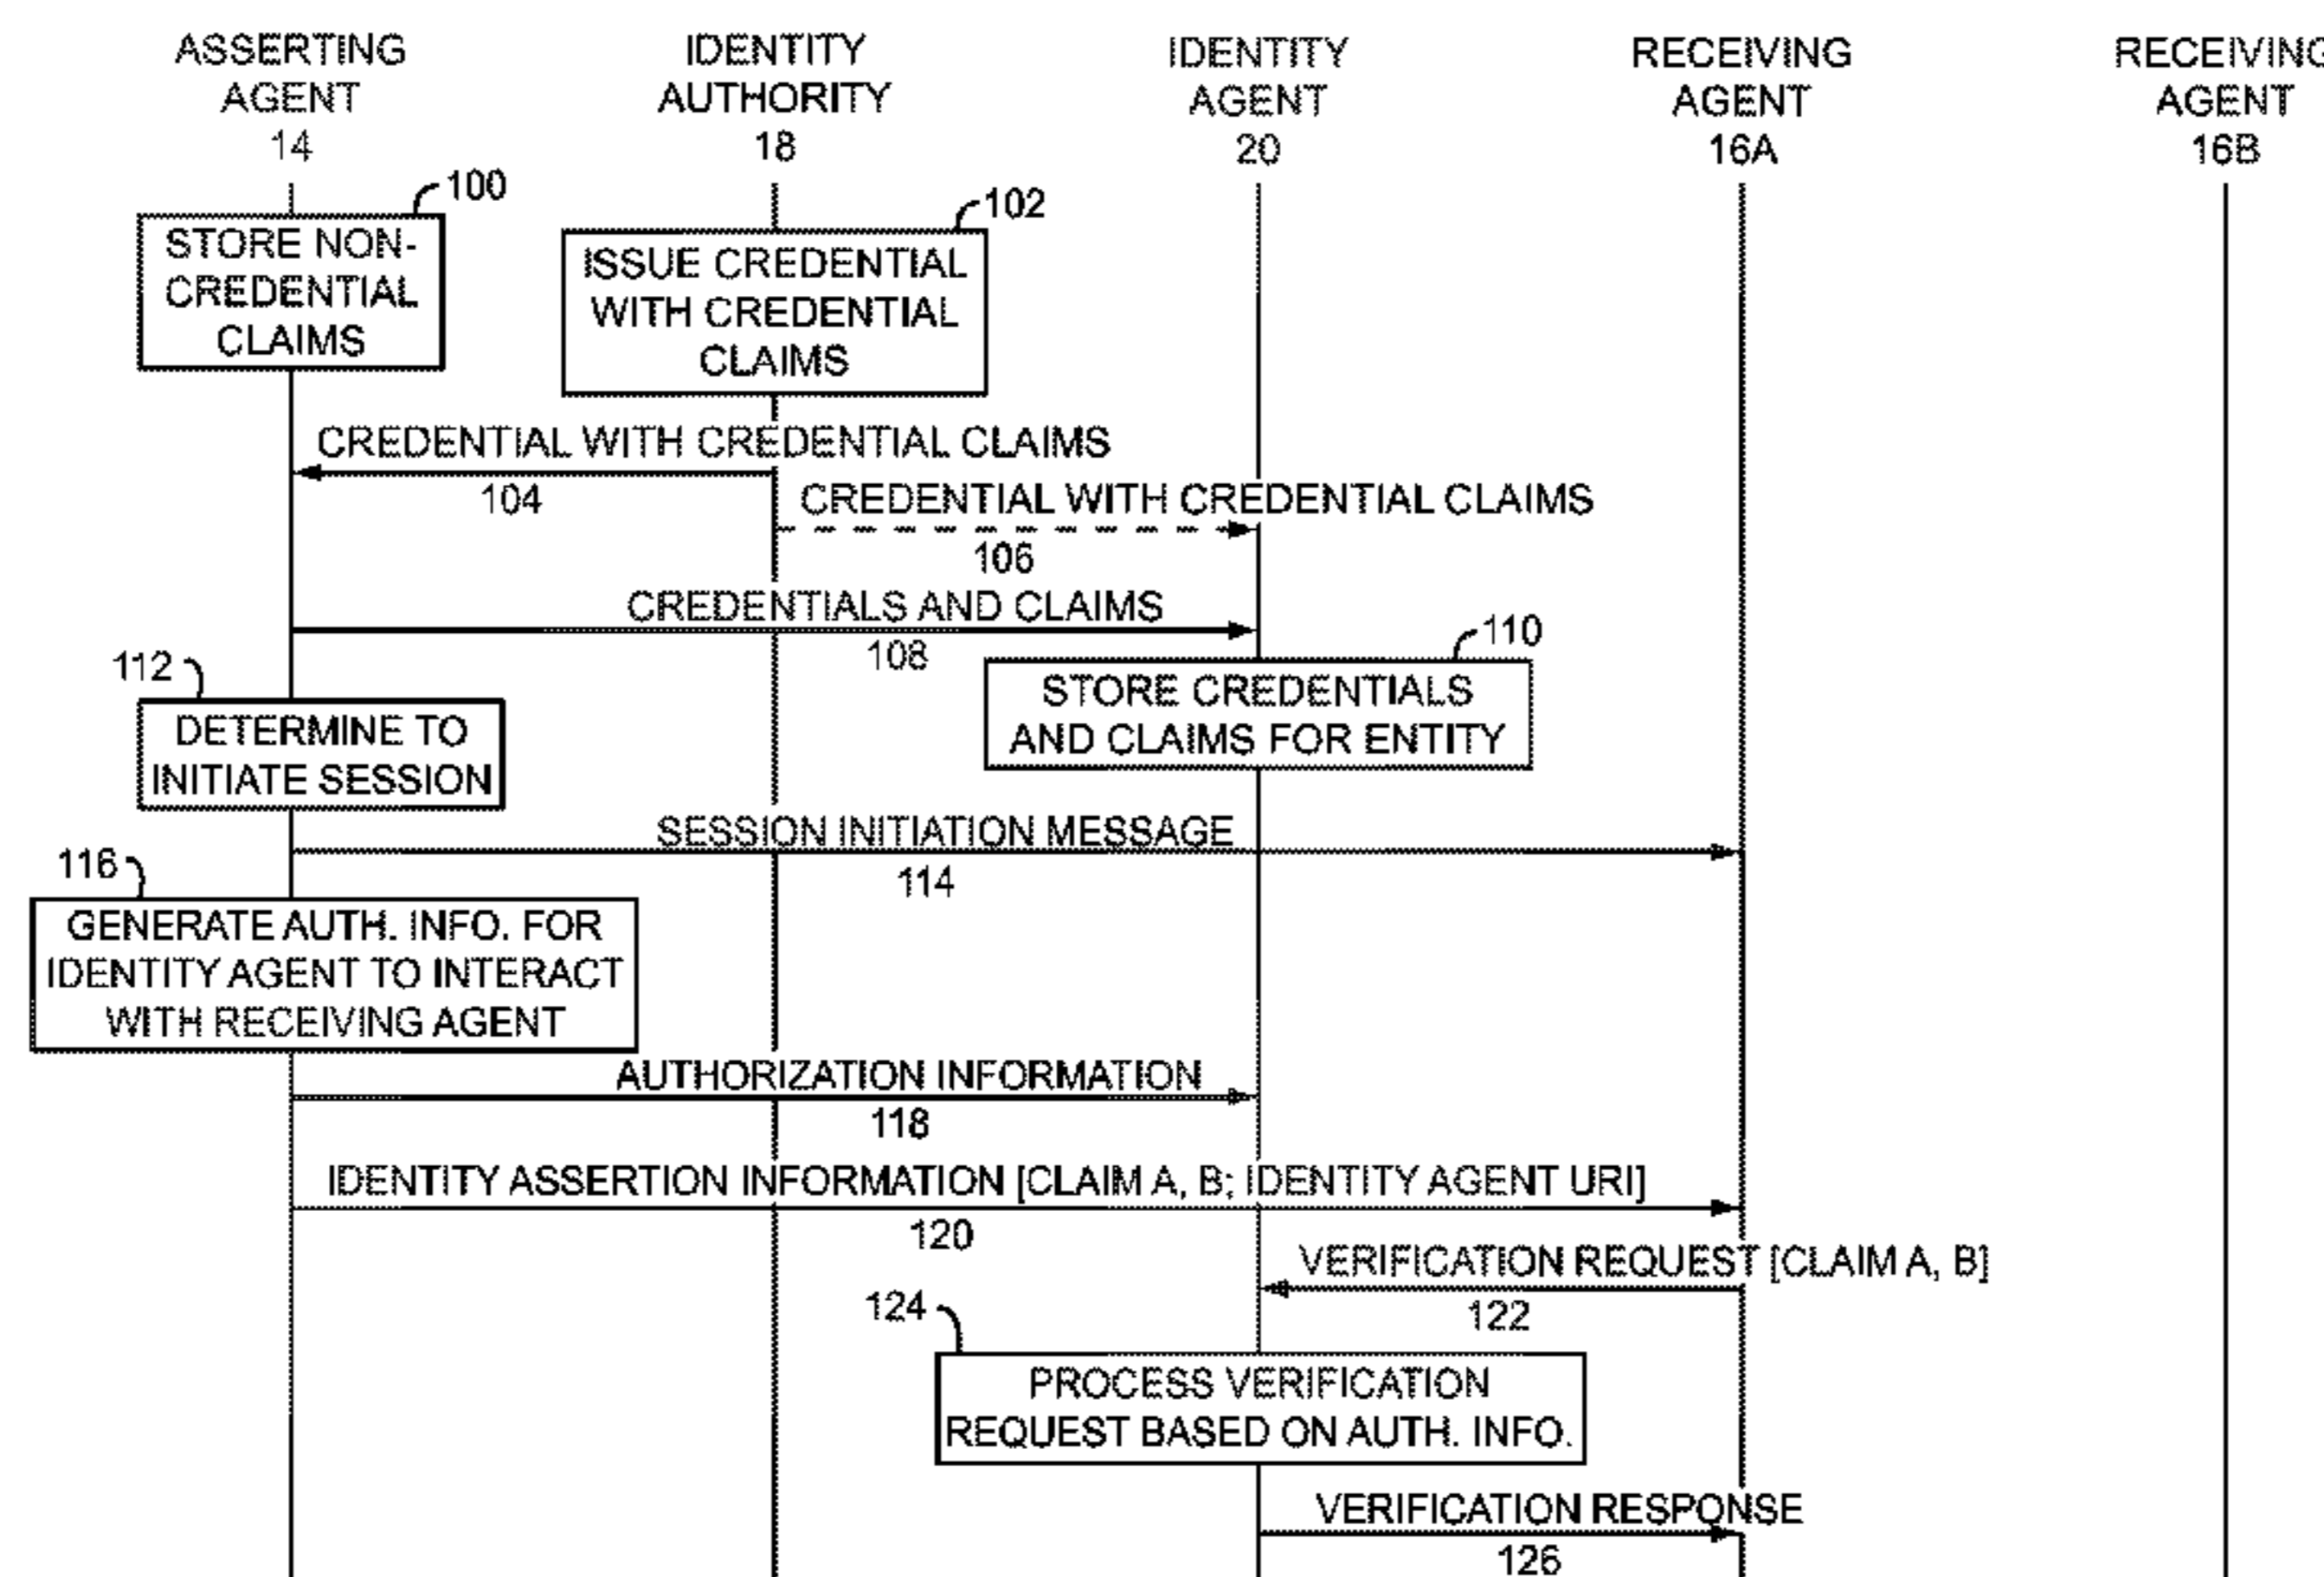 ASSERTING
AGENT
14
IDENTITY
AUTHORITY
18
IDENTITY
AGENT
20
RECEIVING
AGENT
16A
RECEIVING
AGENT
16B
100
STORE NON-
CREDENTIAL
CLAIMS
102
ISSUE CREDENTIAL
WITH CREDENTIAL
CLAIMS
CREDENTIAL WITH CREDENTIAL CLAIMS
104
CREDENTIAL WITH CREDENTIAL CLAIMS
106
CREDENTIALS AND CLAIMS
108
110
STORE CREDENTIALS
AND CLAIMS FOR ENTITY
112
DETERMINE TO
INITIATE SESSION
SESSION INITIATION MESSAGE
114
116
GENERATE AUTH. INFO. FOR
IDENTITY AGENT TO INTERACT
WITH RECEIVING AGENT
AUTHORIZATION INFORMATION
118
IDENTITY ASSERTION INFORMATION [CLAIM A, B; IDENTITY AGENT URI]
120
VERIFICATION REQUEST [CLAIM A, B]
122
124
PROCESS VERIFICATION
REQUEST BASED ON AUTH. INFO.
VERIFICATION RESPONSE
126